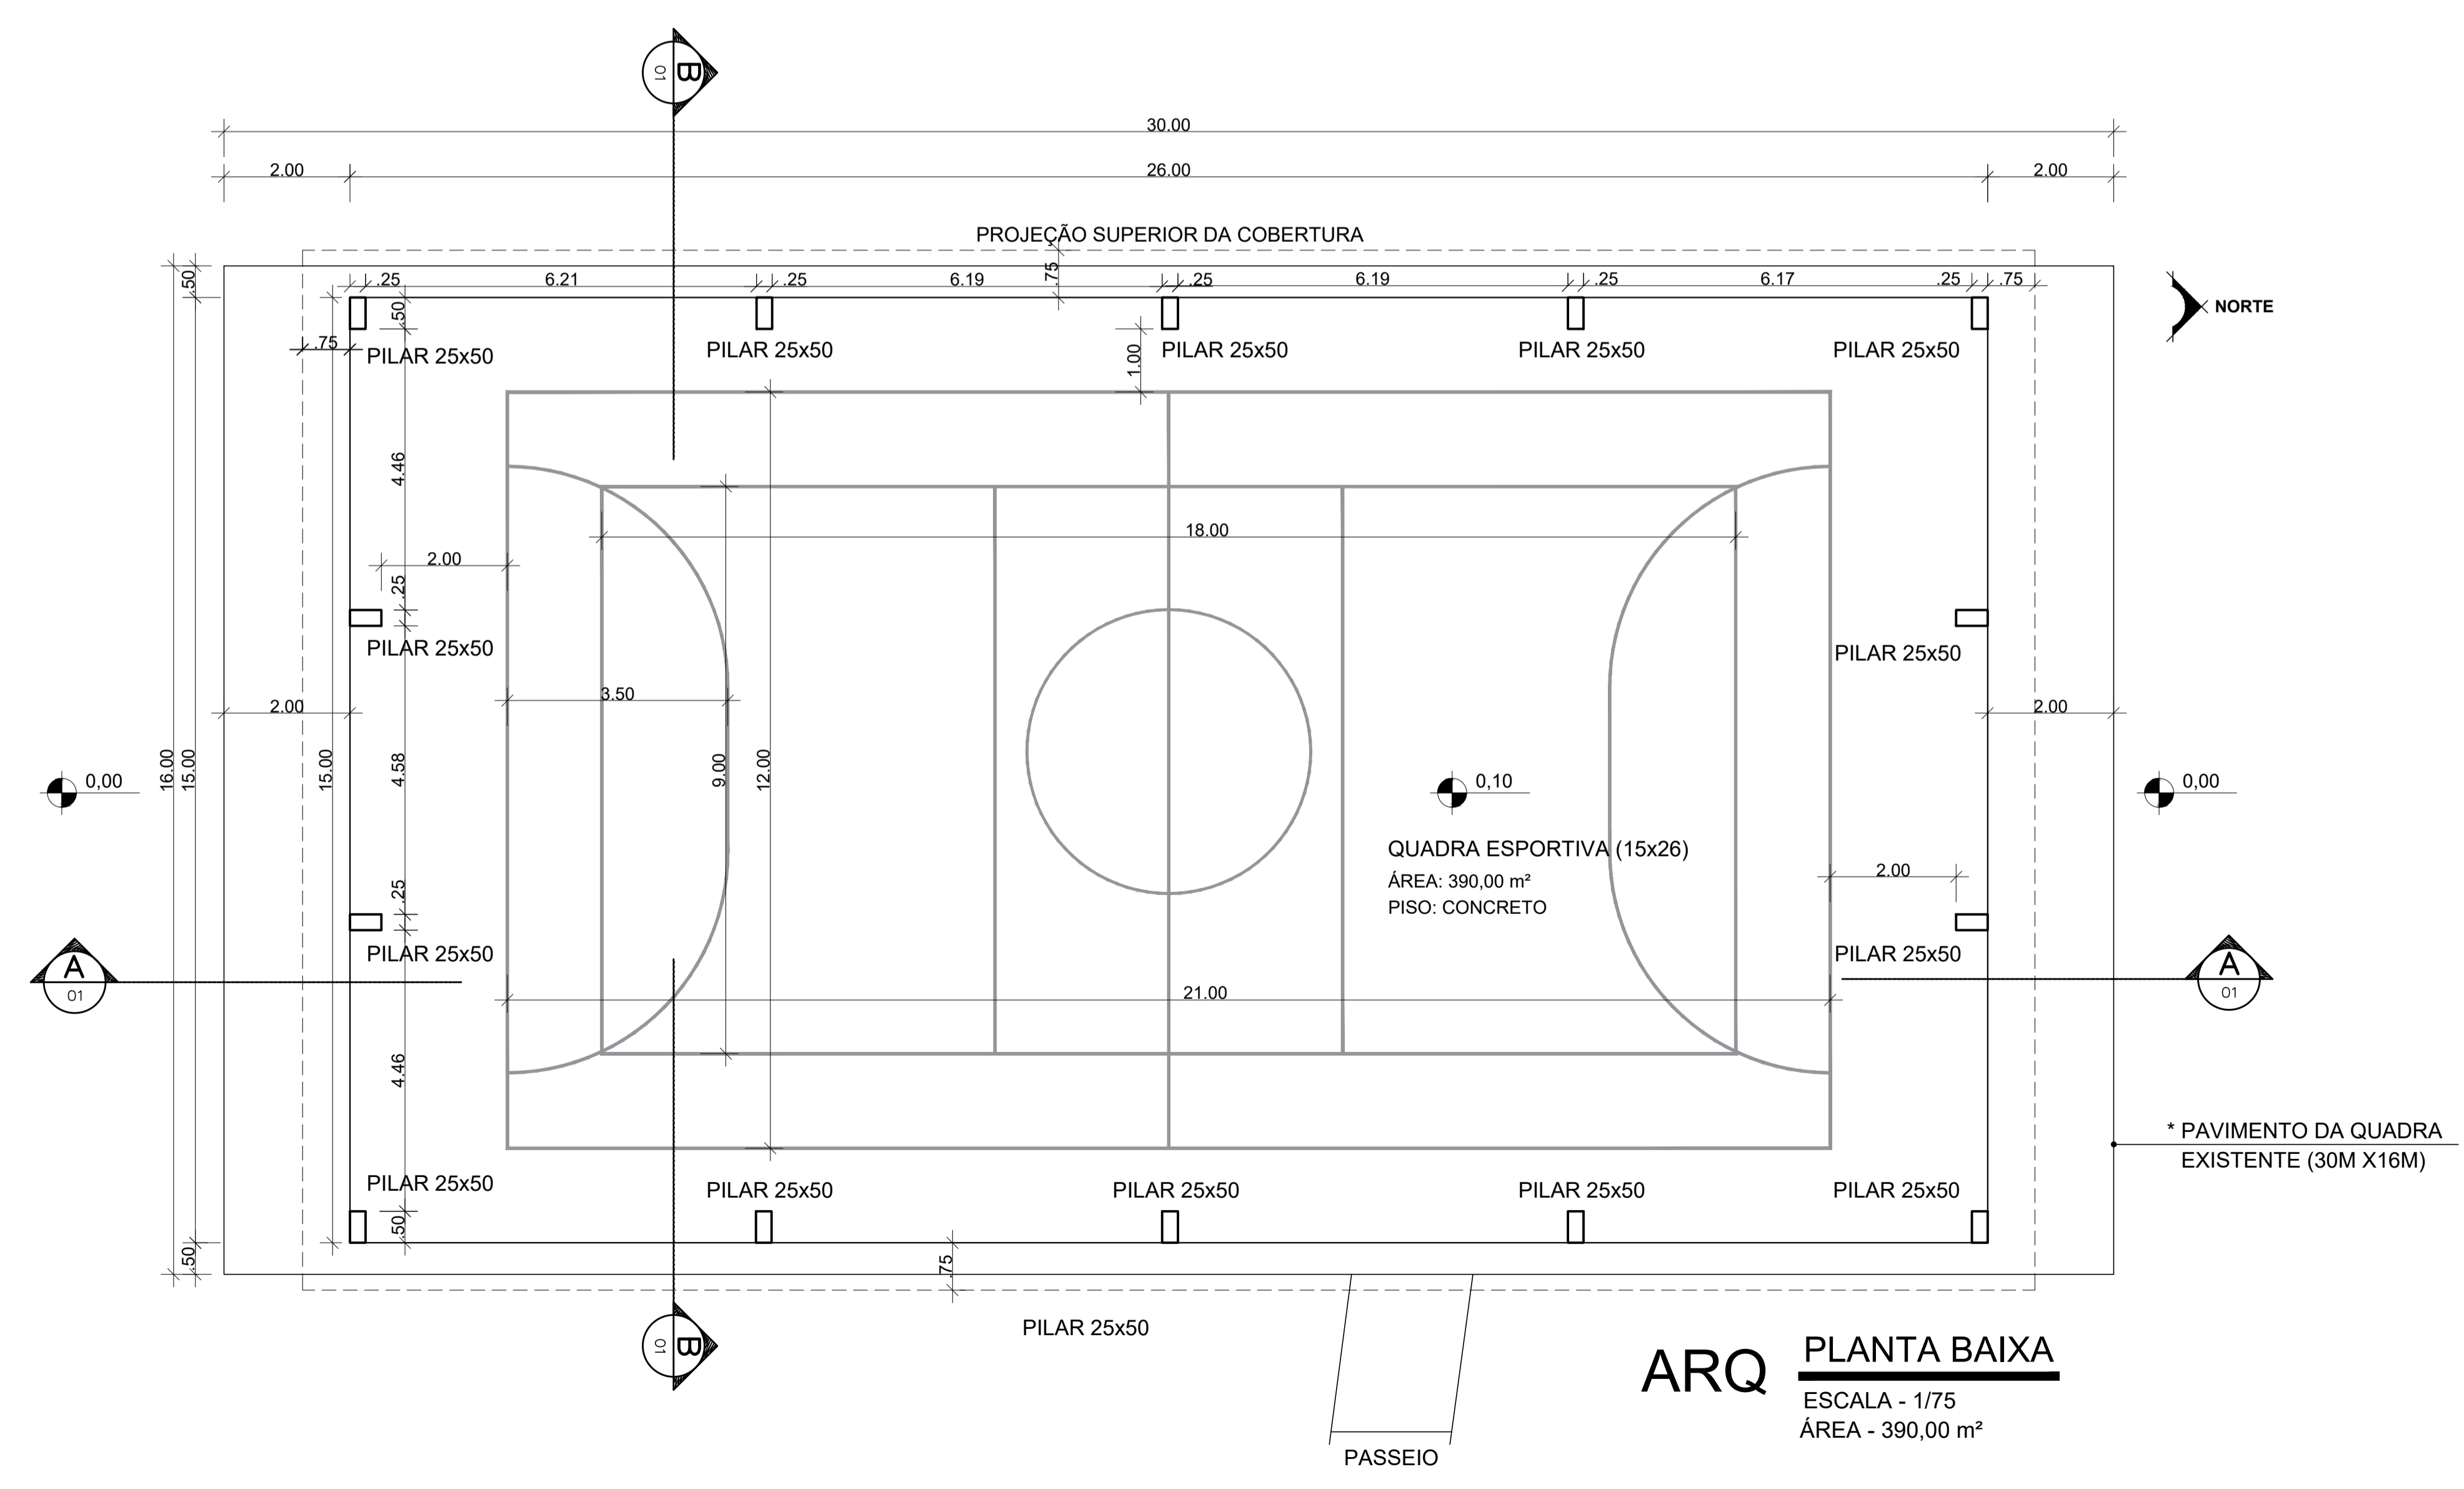 B
01
30.00
2.00
26.00
2.00
PROJEÇÃO SUPERIOR DA COBERTURA
.50
.25
6.21
.25
6.19
.75
.25
6.19
.25
6.17
.25
.75
NORTE
.50
.75
PILAR 25x50
PILAR 25x50
1.00
PILAR 25x50
PILAR 25x50
PILAR 25x50
4.46
18.00
2.00
.25
PILAR 25x50
PILAR 25x50
3.50
2.00
2.00
16.00
15.00
15.00
4.58
9.00
12.00
0,00
0,10
0,00
QUADRA ESPORTIVA (15x26)
ÁREA: 390,00 m²
PISO: CONCRETO
2.00
.25
PILAR 25x50
PILAR 25x50
A
01
A
01
21.00
4.46
* PAVIMENTO DA QUADRA
EXISTENTE (30M X16M)
PILAR 25x50
PILAR 25x50
PILAR 25x50
PILAR 25x50
PILAR 25x50
.50
.50
.75
PILAR 25x50
B
01
PASSEIO
ARQ
PLANTA BAIXA
ESCALA - 1/75
ÁREA - 390,00 m²